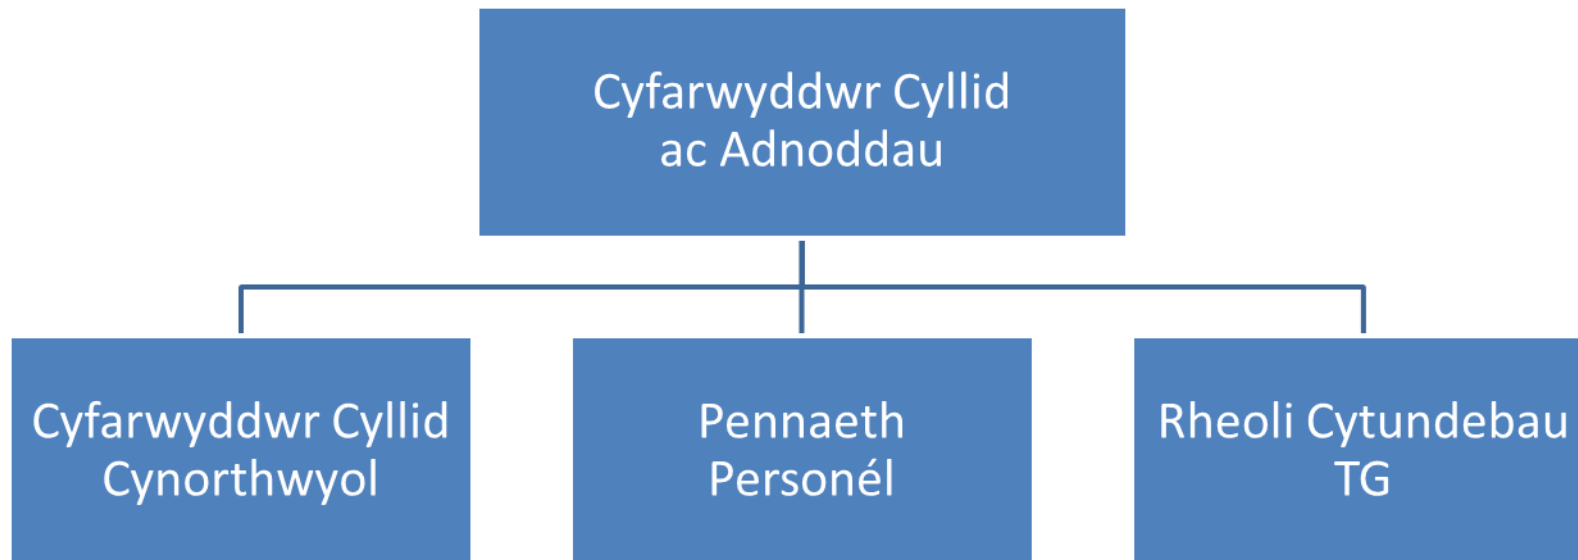 Cyfarwyddwr Cyllid
ac Adnoddau
Cyfarwyddwr Cyllid
Cynorthwyol
Pennaeth
Personél
Rheoli Cytundebau
TG